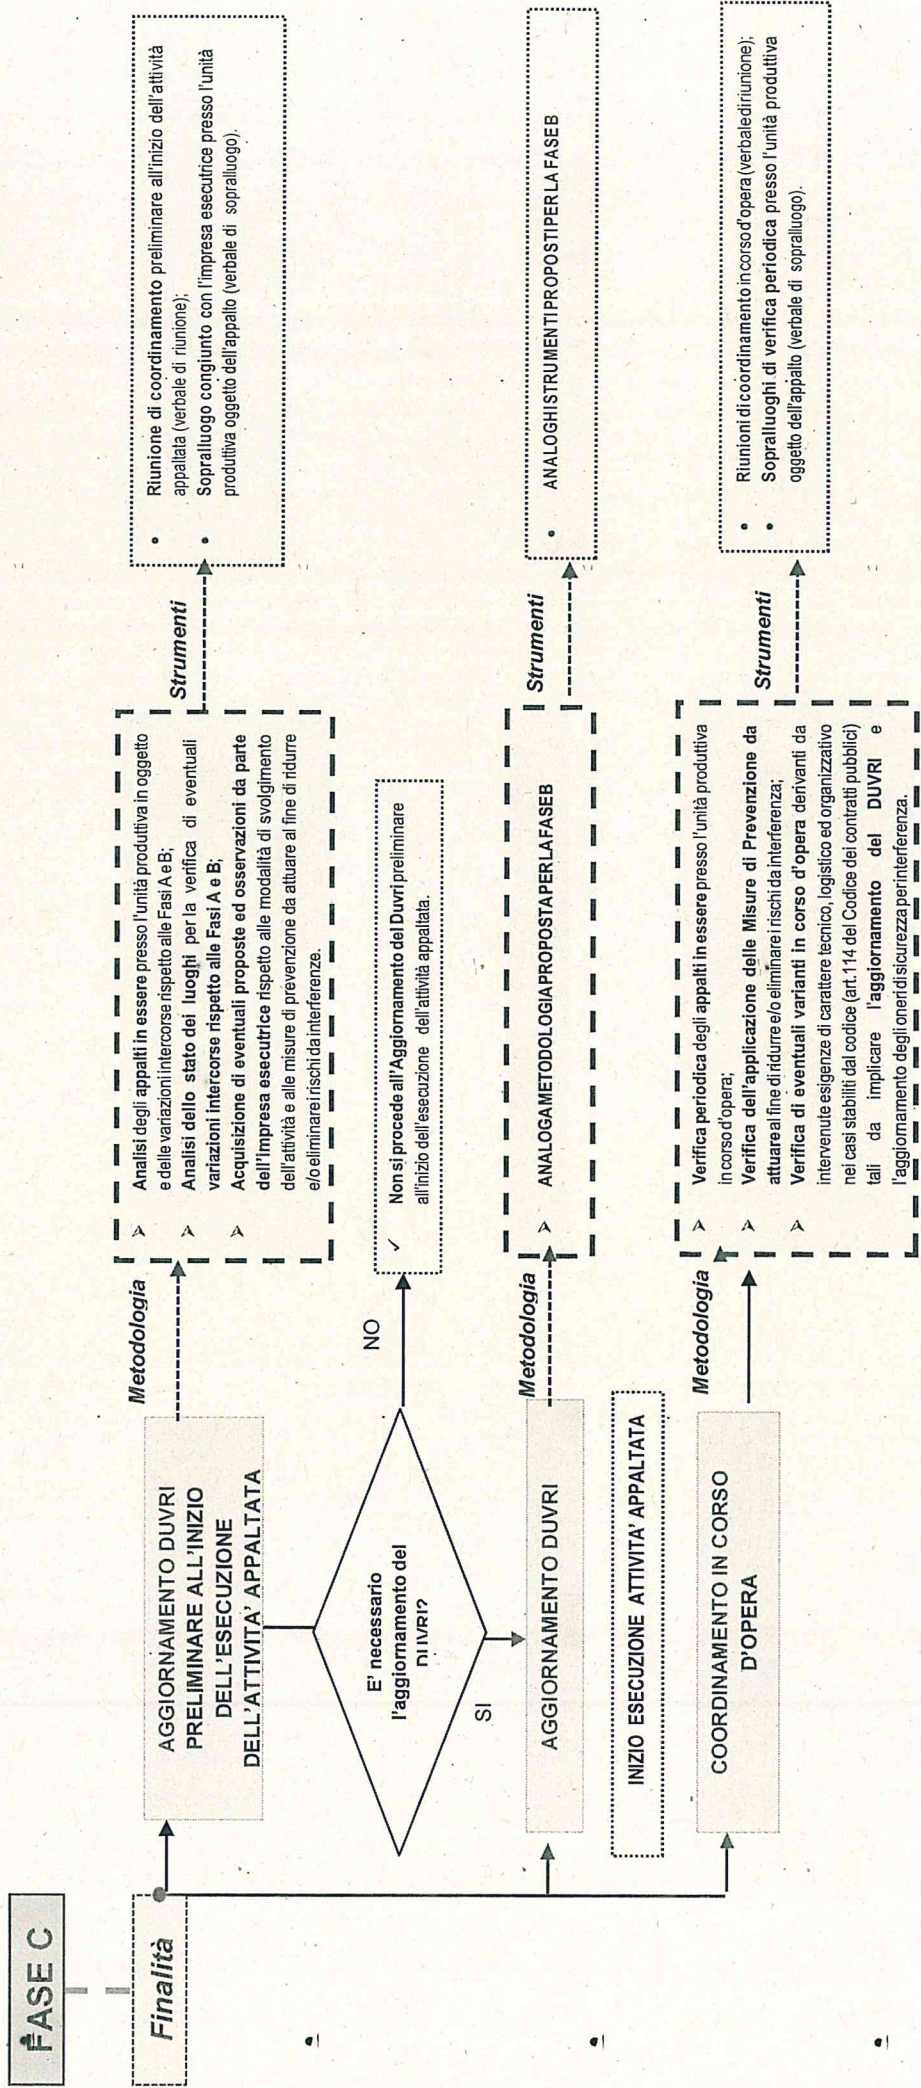 FASE C
Finalità
AGGIORNAMENTO DUVRI
PRELIMINARE ALL'INIZIO
DELL'ESECUZIONE
DELL'ATTIVITA' APPALTATA
Metodologia
➢ Analisi degli appalti in essere presso l'unità produttiva in oggetto
e delle variazioni intercorse rispetto alle Fasi A e B;
➢ Analisi dello stato dei luoghi per la verifica di eventuali
variazioni intercorse rispetto alle Fasi A e B;
➢ Acquisizione di eventuali proposte ed osservazioni da parte
dell'impresa esecutrice rispetto alle modalità di svolgimento
dell'attività e alle misure di prevenzione da attuare al fine di ridurre
e/o eliminare i rischi da interferenze.
Strumenti
• Riunione di coordinamento preliminare all'inizio dell'attività
appaltata (verbale di riunione);
• Sopralluogo congiunto con l'impresa esecutrice presso l'unità
produttiva oggetto dell'appalto (verbale di sopralluogo).
E' necessario
l'aggiornamento del
DUVRI?
NO
✓ Non si procede all'Aggiornamento del Duvri preliminare
all'inizio dell'esecuzione dell'attività appaltata.
SI
AGGIORNAMENTO DUVRI
Metodologia
➢ ANALOGA METODOLOGIA PROPOSTA PER LA FASE B
Strumenti
• ANALOGHI STRUMENTI PROPOSTI PER LA FASE B
INIZIO ESECUZIONE ATTIVITA' APPALTATA
COORDINAMENTO IN CORSO
D'OPERA
Metodologia
➢ Verifica periodica degli appalti in essere presso l'unità produttiva
in corso d'opera;
➢ Verifica dell'applicazione delle Misure di Prevenzione da
attuare al fine di ridurre e/o eliminare i rischi da interferenza;
➢ Verifica di eventuali varianti in corso d'opera derivanti da
intervenute esigenze di carattere tecnico, logistico ed organizzativo
nei casi stabiliti dal codice (art.114 del Codice dei contratti pubblici)
tali da implicare l'aggiornamento del DUVRI e
l'aggiornamento degli oneri di sicurezza per interferenza.
Strumenti
• Riunioni di coordinamento in corso d'opera (verbale di riunione);
• Sopralluoghi di verifica periodica presso l'unità produttiva
oggetto dell'appalto (verbale di sopralluogo).